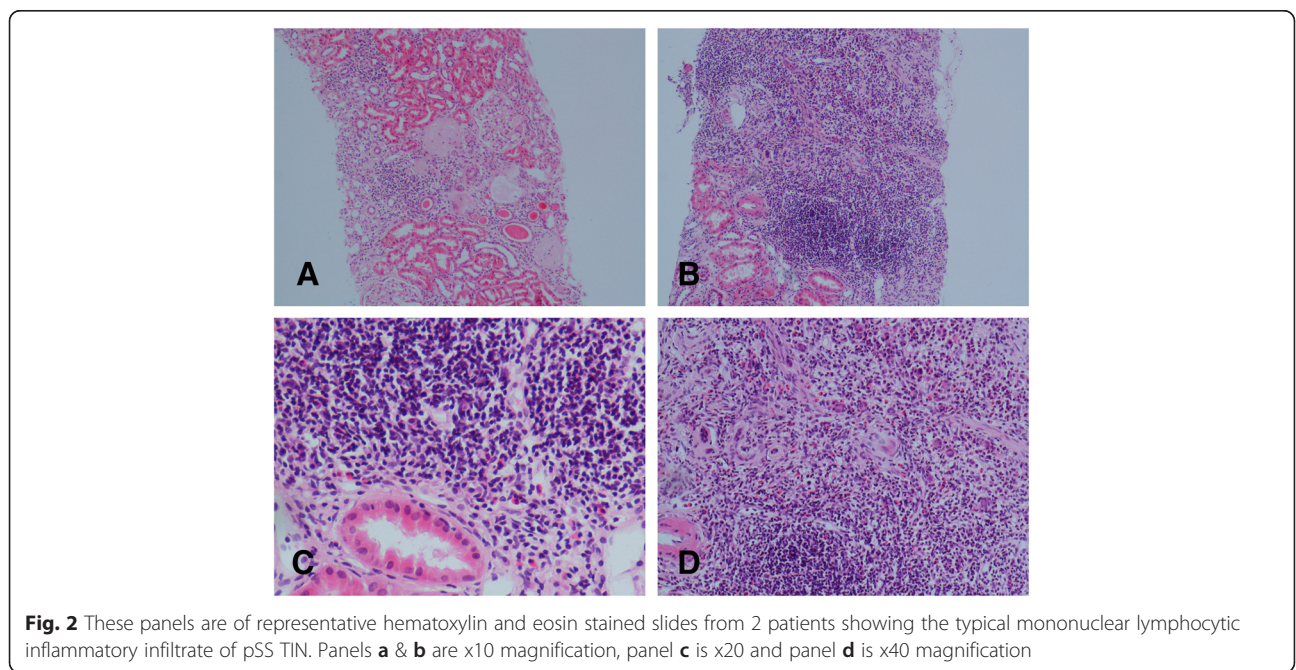 A
B
C
D
Fig. 2 These panels are of representative hematoxylin and eosin stained slides from 2 patients showing the typical mononuclear lymphocytic
inflammatory infiltrate of pSS TIN. Panels a & b are x10 magnification, panel c is x20 and panel d is x40 magnification